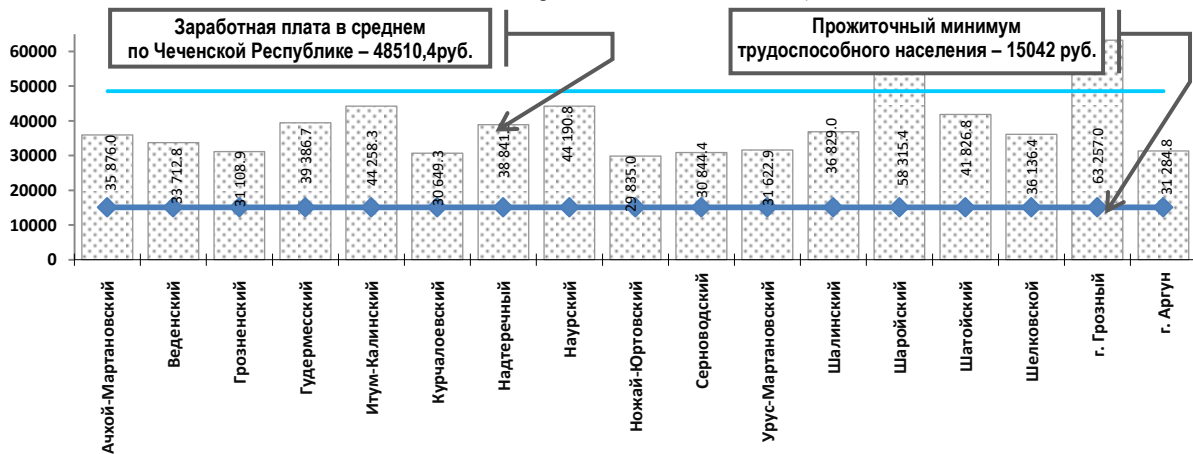 Заработная плата в среднем
по Чеченской Республике – 48510,4руб.
Прожиточный минимум
трудоспособного населения – 15042 руб.
60000
50000
40000
30000
20000
10000
0
35 876.0
33 712.8
31 108.9
39 386.7
44 258.3
30 649.3
38 841.
44 190.8
29 835.0
30 844.4
31 622.9
36 829.0
58 315.4
41 826.8
36 136.4
63 257.0
31 284.8
Ачхой-Мартановский
Веденский
Грозненский
Гудермесский
Итум-Калинский
Курчалоевский
Надтеречный
Наурский
Ножай-Юртовский
Серноводский
Урус-Мартановский
Шалинский
Шаройский
Шатойский
Шелковской
г. Грозный
г. Аргун